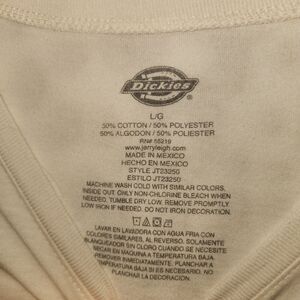 Dickies
L/G
50% COTTON / 50% POLYESTER
50% ALGODON / 50% POLIESTER
RN# 55219
www.jerryleigh.com
MADE IN MEXICO
HECHO EN MEXICO
STYLE JT23250
ESTILO JT23250
MACHINE WASH COLD WITH SIMILAR COLORS.
INSIDE OUT. ONLY NON-CHLORINE BLEACH WHEN
NEEDED. TUMBLE DRY LOW. REMOVE PROMPTLY.
LOW IRON IF NEEDED. DO NOT IRON DECORATION.
LAVAR EN LAVADORA CON AGUA FRIA CON
COLORES SIMILARES. AL REVERSO. SOLAMENTE
BLANQUEADOR SIN CLORO CUANDO SE NECESITE.
SECAR EN MAQUINA A TEMPERATURA BAJA.
REMOVER INMEDIATAMENTE. PLANCHAR A
TEMPERATURA BAJA SI ES NECESARIO. NO
PLANCHAR LA DECORACION.